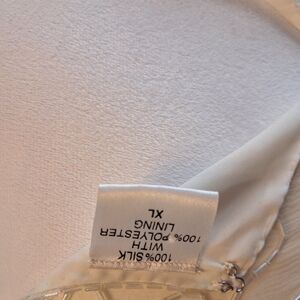 100% SILK
WITH
100% POLYESTER
LINING
XL